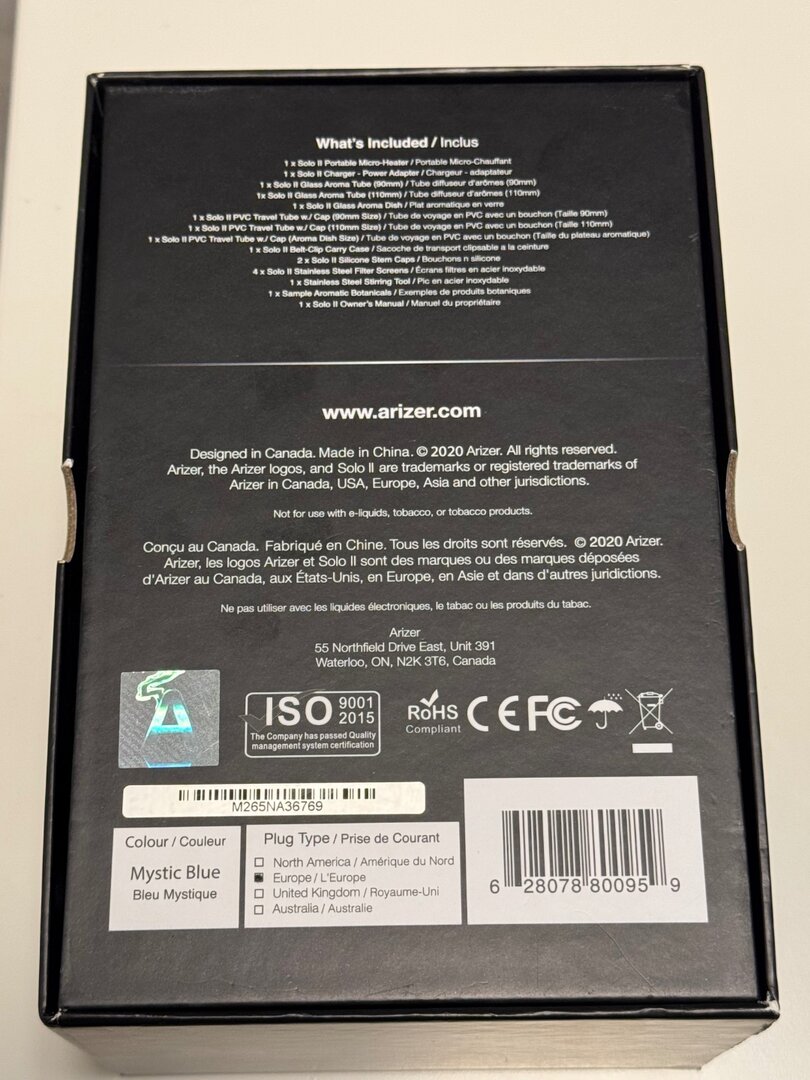 What's Included / Inclus
1 x Solo II Portable Micro-Heater / Portable Micro-Chauffant
1 x Solo II Charger - Power Adapter / Chargeur - adaptateur
1 x Solo II Glass Aroma Tube (90mm) / Tube diffuseur d'arômes (90mm)
1x Solo II Glass Aroma Tube (110mm) / Tube diffuseur d'arômes (110mm)
1 x Solo II Glass Aroma Dish / Plat aromatique en verre
1 x Solo II PVC Travel Tube w./ Cap (90mm Size) / Tube de voyage en PVC avec un bouchon (Taille 90mm)
1 x Solo II PVC Travel Tube w./ Cap (110mm Size) / Tube de voyage en PVC avec un bouchon (Taille 110mm)
1 x Solo II PVC Travel Tube w./ Cap (Aroma Dish Size) / Tube de voyage en PVC avec un bouchon (Taille du plateau aromatique)
1 x Solo II Belt-Clip Carry Case / Sacoche de transport clipsable à la ceinture
2 x Solo II Silicone Stem Caps / Bouchons n silicone
4 x Solo II Stainless Steel Filter Screens / Écrans filtres en acier inoxydable
1 x Stainless Steel Stirring Tool / Pic en acier inoxydable
1 x Sample Aromatic Botanicals / Exemples de produits botaniques
1 x Solo II Owner's Manual / Manuel du propriétaire
www.arizer.com
Designed in Canada. Made in China. © 2020 Arizer. All rights reserved.
Arizer, the Arizer logos, and Solo II are trademarks or registered trademarks of
Arizer in Canada, USA, Europe, Asia and other jurisdictions.
Not for use with e-liquids, tobacco, or tobacco products.
Conçu au Canada. Fabriqué en Chine. Tous les droits sont réservés. © 2020 Arizer.
Arizer, les logos Arizer et Solo II sont des marques ou des marques déposées
d'Arizer au Canada, aux États-Unis, en Europe, en Asie et dans d'autres juridictions.
Ne pas utiliser avec les liquides électroniques, le tabac ou les produits du tabac.
Arizer
55 Northfield Drive East, Unit 391
Waterloo, ON, N2K 3T6, Canada
ISO 9001 2015
The Company has passed Quality
management system certification
RoHS
Compliant
CE FC
M265NA36769
Colour / Couleur
Mystic Blue
Bleu Mystique
Plug Type / Prise de Courant
North America / Amérique du Nord
Europe / L'Europe
United Kingdom / Royaume-Uni
Australia / Australie
6 28078 80095 9